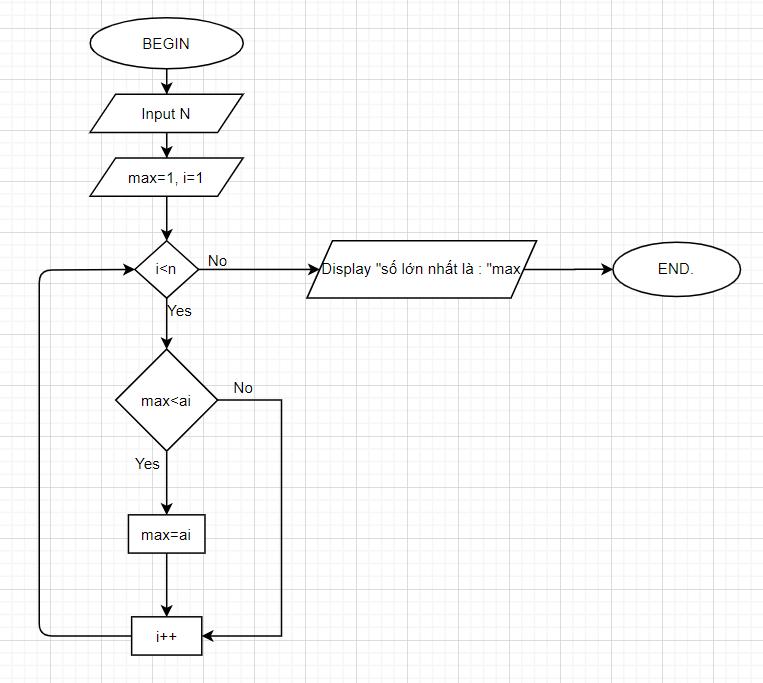 BEGIN
Input N
max=1, i=1
i<n
No
Display "số lớn nhất là : "max
END.
Yes
max<ai
No
Yes
max=ai
i++